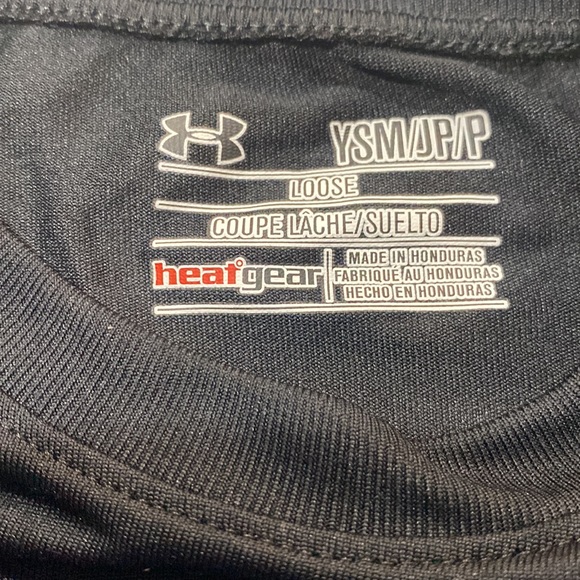 YSM/JP/P
LOOSE
COUPE LÂCHE/SUELTO
heatgear
MADE IN HONDURAS
FABRIQUÉ AU HONDURAS
HECHO EN HONDURAS